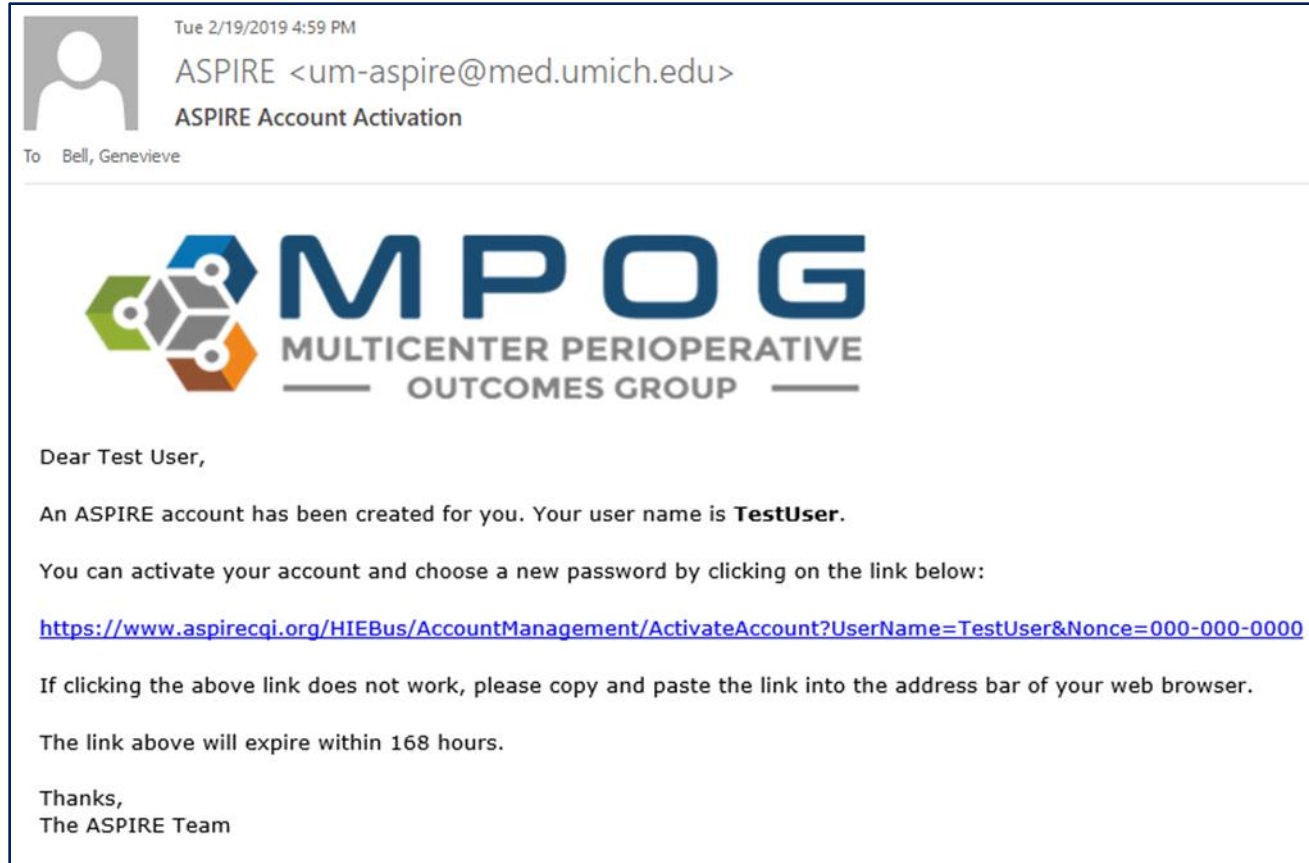 Tue 2/19/2019 4:59 PM
ASPIRE <um-aspire@med.umich.edu>
ASPIRE Account Activation
To Bell, Genevieve
MPOG
MULTICENTER PERIOPERATIVE
OUTCOMES GROUP
Dear Test User,
An ASPIRE account has been created for you. Your user name is TestUser.
You can activate your account and choose a new password by clicking on the link below:
https://www.aspirecqi.org/HIEBus/AccountManagement/ActivateAccount?UserName=TestUser&Nonce=000-000-0000
If clicking the above link does not work, please copy and paste the link into the address bar of your web browser.
The link above will expire within 168 hours.
Thanks,
The ASPIRE Team